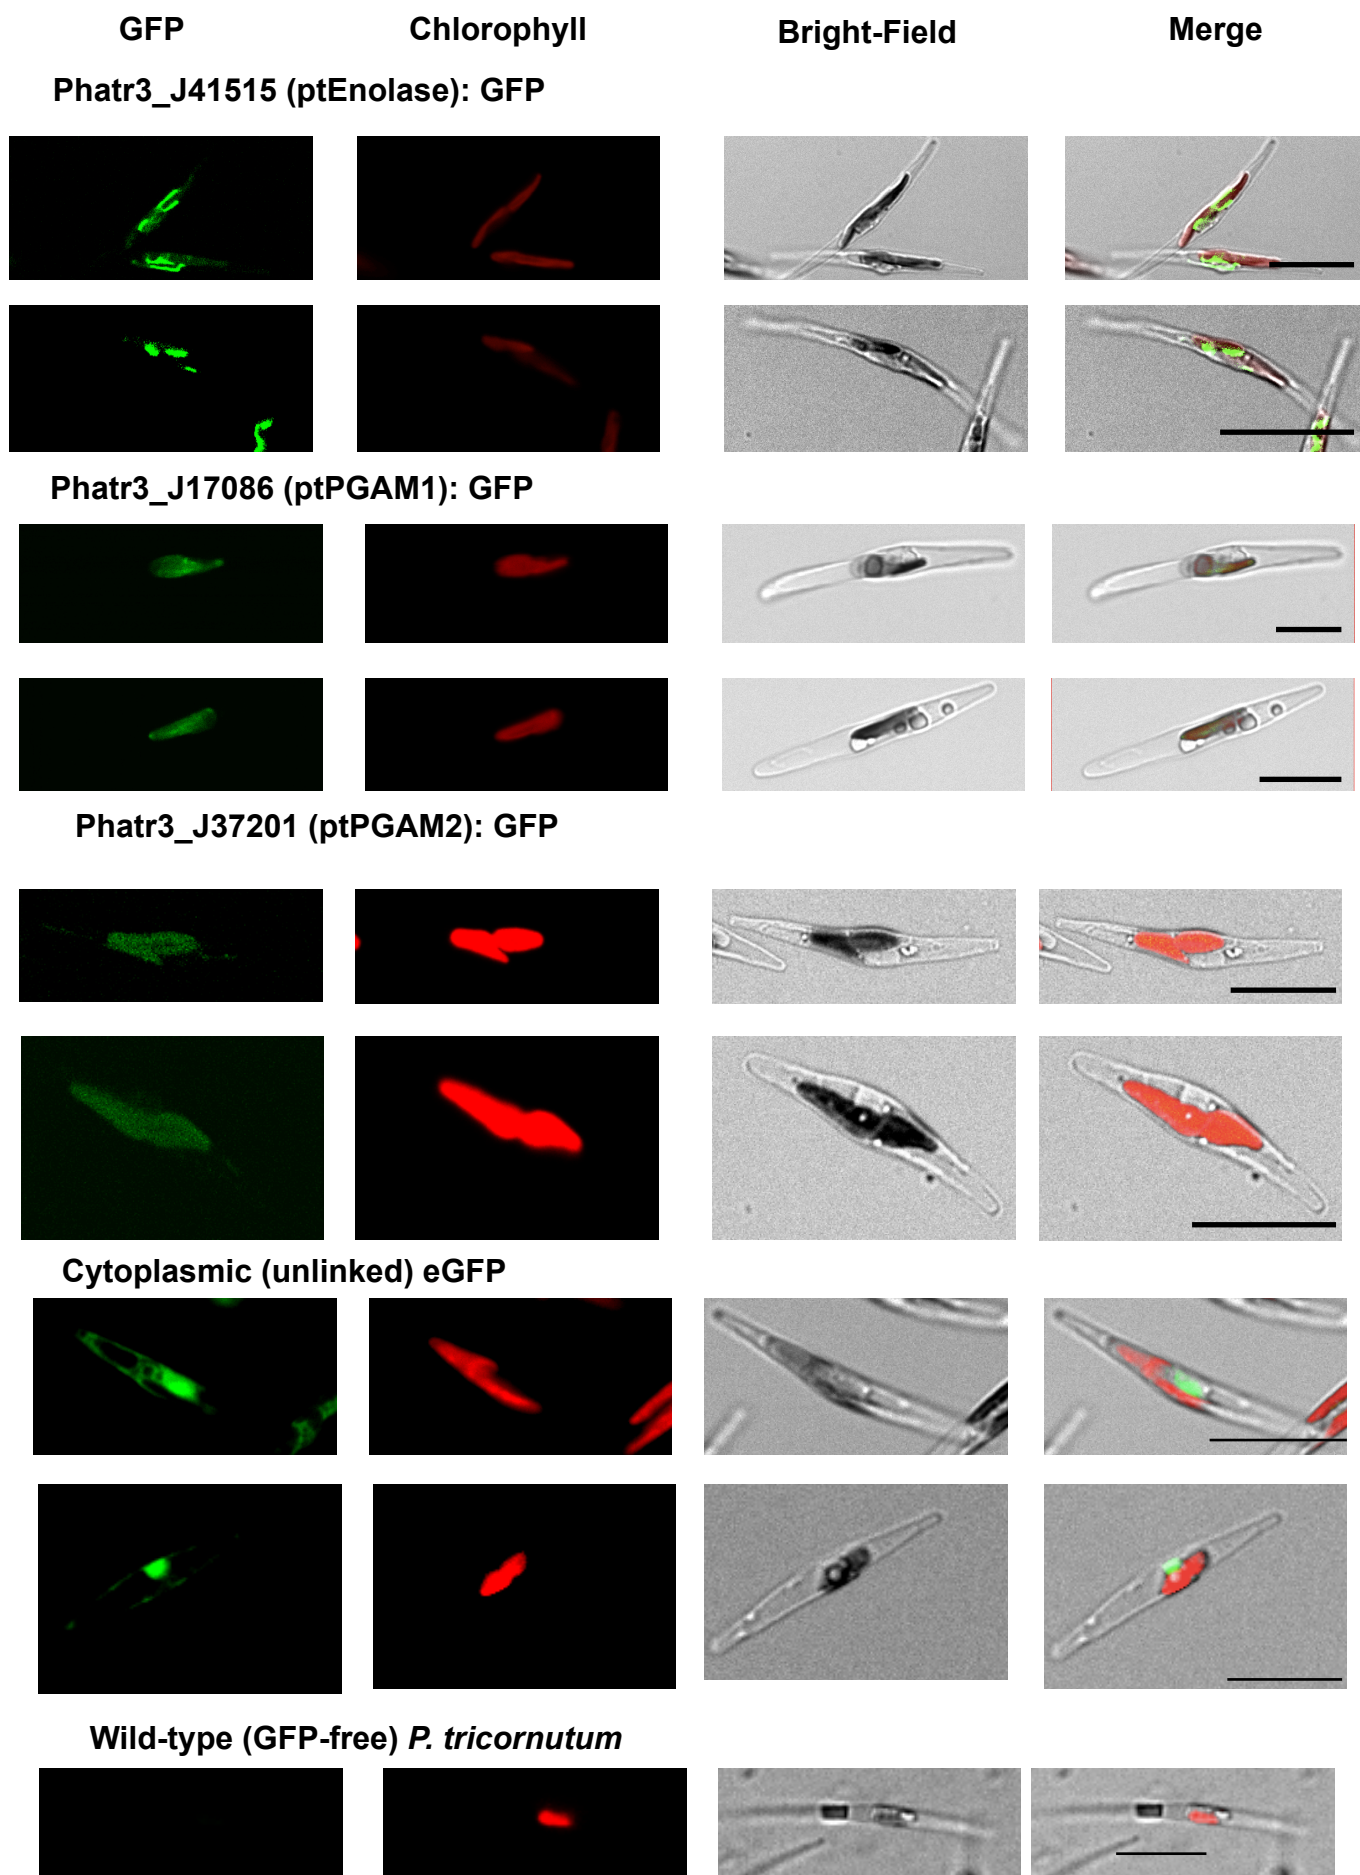 GFP Chlorophyll Bright-Field Merge
Phatr3_J41515 (ptEnolase): GFP
Phatr3_J17086 (ptPGAM1): GFP
Phatr3_J37201 (ptPGAM2): GFP
Cytoplasmic (unlinked) eGFP
Wild-type (GFP-free) P. tricornutum